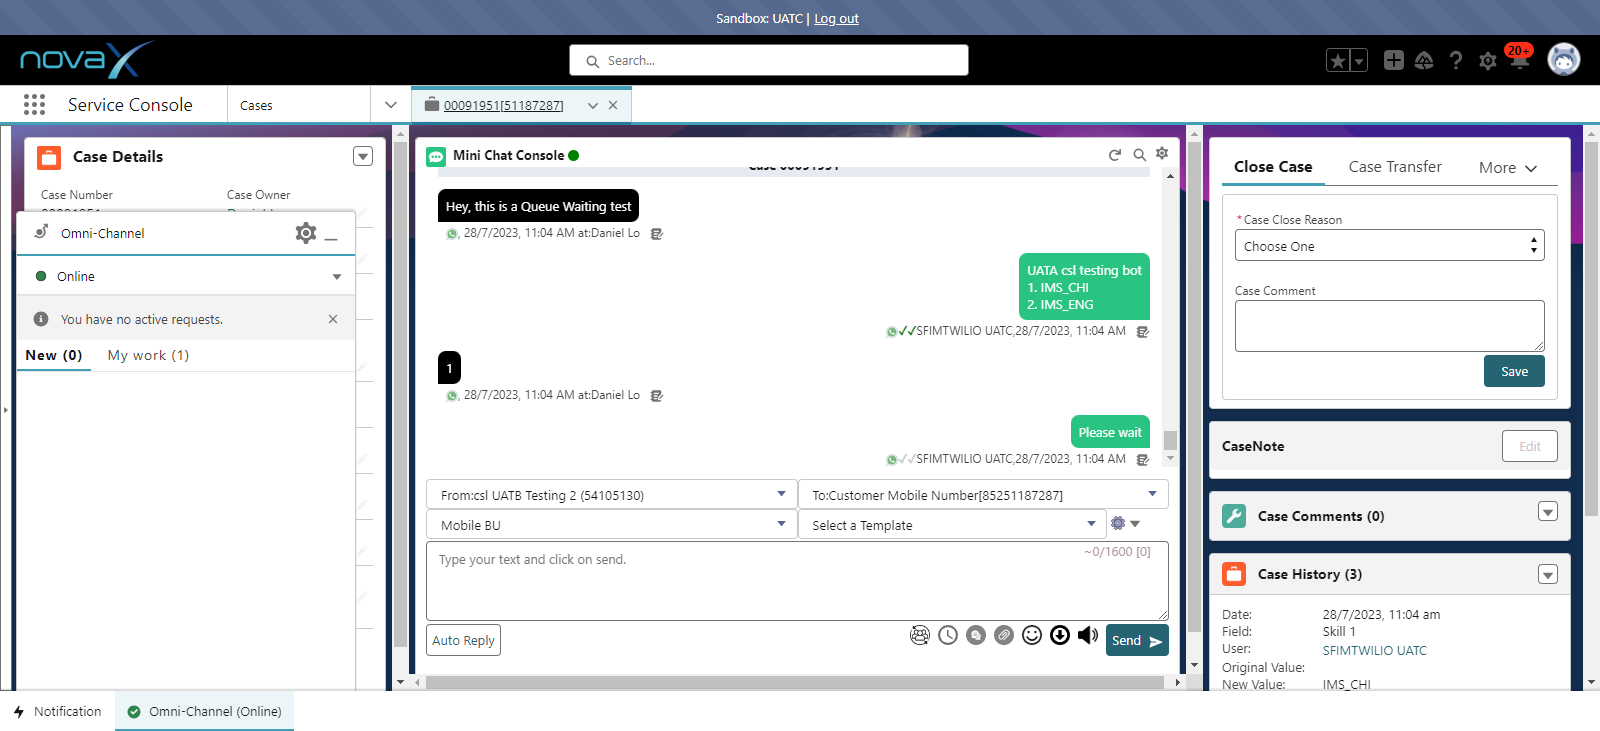 Sandbox: UATC | Log out
novaX
Search...
20+
Service Console
Cases
00091951[51187287]
Case Details
Case Number
Case Owner
Omni-Channel
Online
You have no active requests.
New (0)
My work (1)
Mini Chat Console
Case 00091951
Hey, this is a Queue Waiting test
, 28/7/2023, 11:04 AM at:Daniel Lo
UATA csl testing bot
1. IMS_CHI
2. IMS_ENG
SFIMTWILIO UATC,28/7/2023, 11:04 AM
1
, 28/7/2023, 11:04 AM at:Daniel Lo
Please wait
SFIMTWILIO UATC,28/7/2023, 11:04 AM
From:csl UATB Testing 2 (54105130)
To:Customer Mobile Number[85251187287]
Mobile BU
Select a Template
Type your text and click on send.
~0/1600 [0]
Auto Reply
Send
Close Case
Case Transfer
More
*Case Close Reason
Choose One
Case Comment
Save
CaseNote
Edit
Case Comments (0)
Case History (3)
Date: 28/7/2023, 11:04 am
Field: Skill 1
User: SFIMTWILIO UATC
Original Value:
New Value: IMS_CHI
Notification
Omni-Channel (Online)